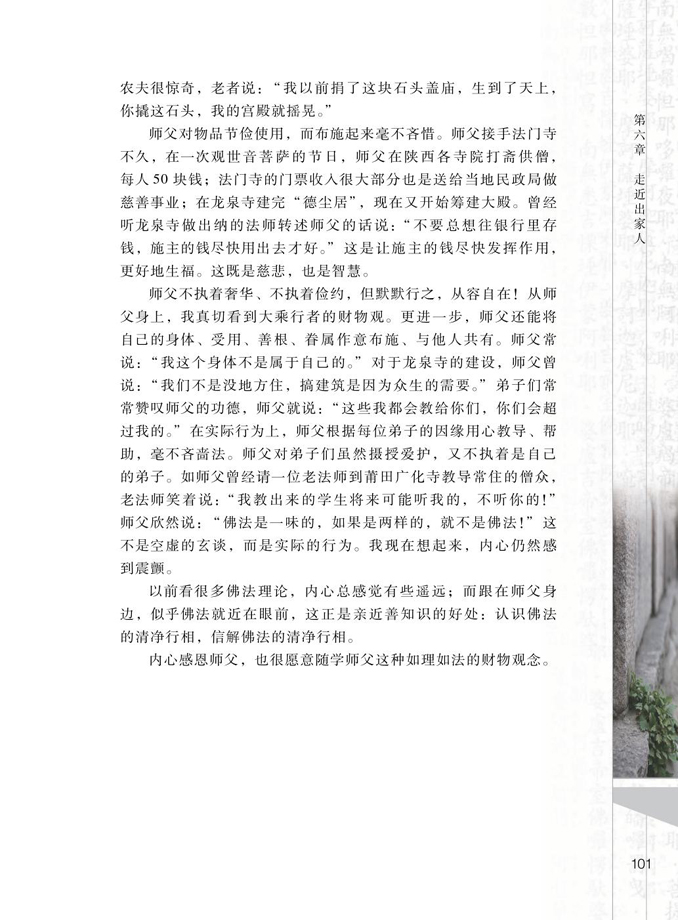 农夫很惊奇，老者说：“我以前捐了这块石头盖庙，生到了天上，
你撬这石头，我的宫殿就摇晃。”
师父对物品节俭使用，而布施起来毫不吝惜。师父接手法门寺
不久，在一次观世音菩萨的节日，师父在陕西各寺院打斋供僧，
每人 50 块钱；法门寺的门票收入很大部分也是送给当地民政局做
慈善事业；在龙泉寺建完“德尘居”，现在又开始筹建大殿。曾经
听龙泉寺做出纳的法师转述师父的话说：“不要总想往银行里存
钱，施主的钱尽快用出去才好。” 这是让施主的钱尽快发挥作用，
更好地生福。这既是慈悲，也是智慧。
师父不执着奢华、不执着俭约，但默默行之，从容自在！从师
父身上，我真切看到大乘行者的财物观。更进一步，师父还能将
自己的身体、受用、善根、眷属作意布施、与他人共有。师父常
说：“我这个身体不是属于自己的。” 对于龙泉寺的建设，师父曾
说：“我们不是没地方住，搞建筑是因为众生的需要。” 弟子们常
常赞叹师父的功德，师父就说：“这些我都会教给你们，你们会超
过我的。” 在实际行为上，师父根据每位弟子的因缘用心教导、帮
助，毫不吝啬法。师父对弟子们虽然摄授爱护，又不执着是自己
的弟子。如师父曾经请一位老法师到莆田广化寺教导常住的僧众，
老法师笑着说：“我教出来的学生将来可能听我的，不听你的！”
师父欣然说：“佛法是一味的，如果是两样的，就不是佛法！” 这
不是空虚的玄谈，而是实际的行为。我现在想起来，内心仍然感
到震颤。
以前看很多佛法理论，内心总感觉有些遥远；而跟在师父身
边，似乎佛法就近在眼前，这正是亲近善知识的好处：认识佛法
的清净行相，信解佛法的清净行相。
内心感恩师父，也很愿意随学师父这种如理如法的财物观念。
第六章 走近出家人
101